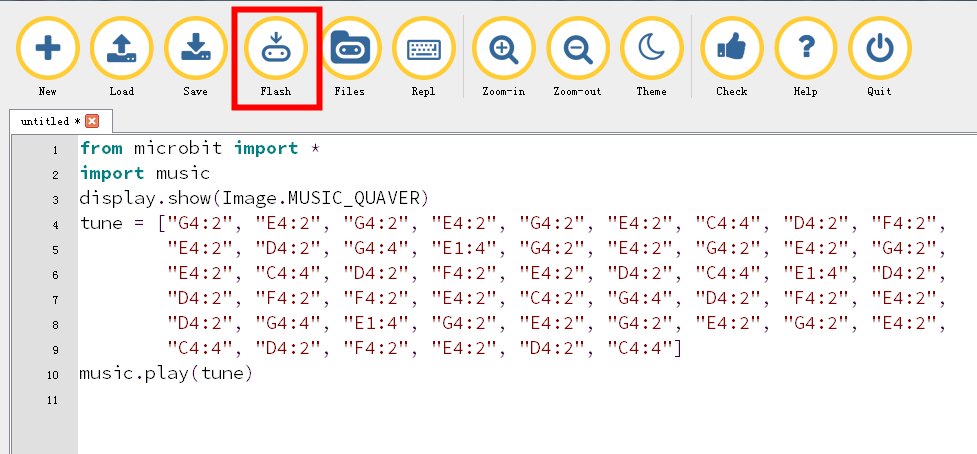 New Load Save Flash Files Repl Zoom-in Zoom-out Theme Check Help Quit
untitled *
1 from microbit import *
2 import music
3 display.show(Image.MUSIC_QUAVER)
4 tune = ["G4:2", "E4:2", "G4:2", "E4:2", "G4:2", "E4:2", "C4:4", "D4:2", "F4:2",
5 "E4:2", "D4:2", "G4:4", "E1:4", "G4:2", "E4:2", "G4:2", "E4:2", "G4:2",
6 "E4:2", "C4:4", "D4:2", "F4:2", "E4:2", "D4:2", "C4:4", "E1:4", "D4:2",
7 "D4:2", "F4:2", "F4:2", "E4:2", "C4:2", "G4:4", "D4:2", "F4:2", "E4:2",
8 "D4:2", "G4:4", "E1:4", "G4:2", "E4:2", "G4:2", "E4:2", "G4:2", "E4:2",
9 "C4:4", "D4:2", "F4:2", "E4:2", "D4:2", "C4:4"]
10 music.play(tune)
11